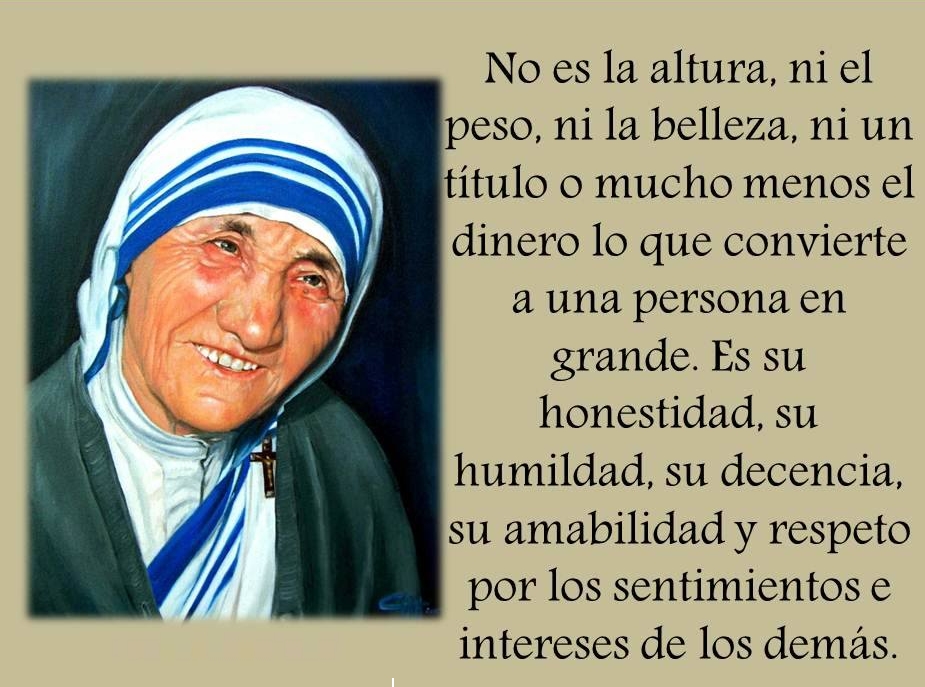 No es la altura, ni el
peso, ni la belleza, ni un
título o mucho menos el
dinero lo que convierte
a una persona en
grande. Es su
honestidad, su
humildad, su decencia,
su amabilidad y respeto
por los sentimientos e
intereses de los demás.